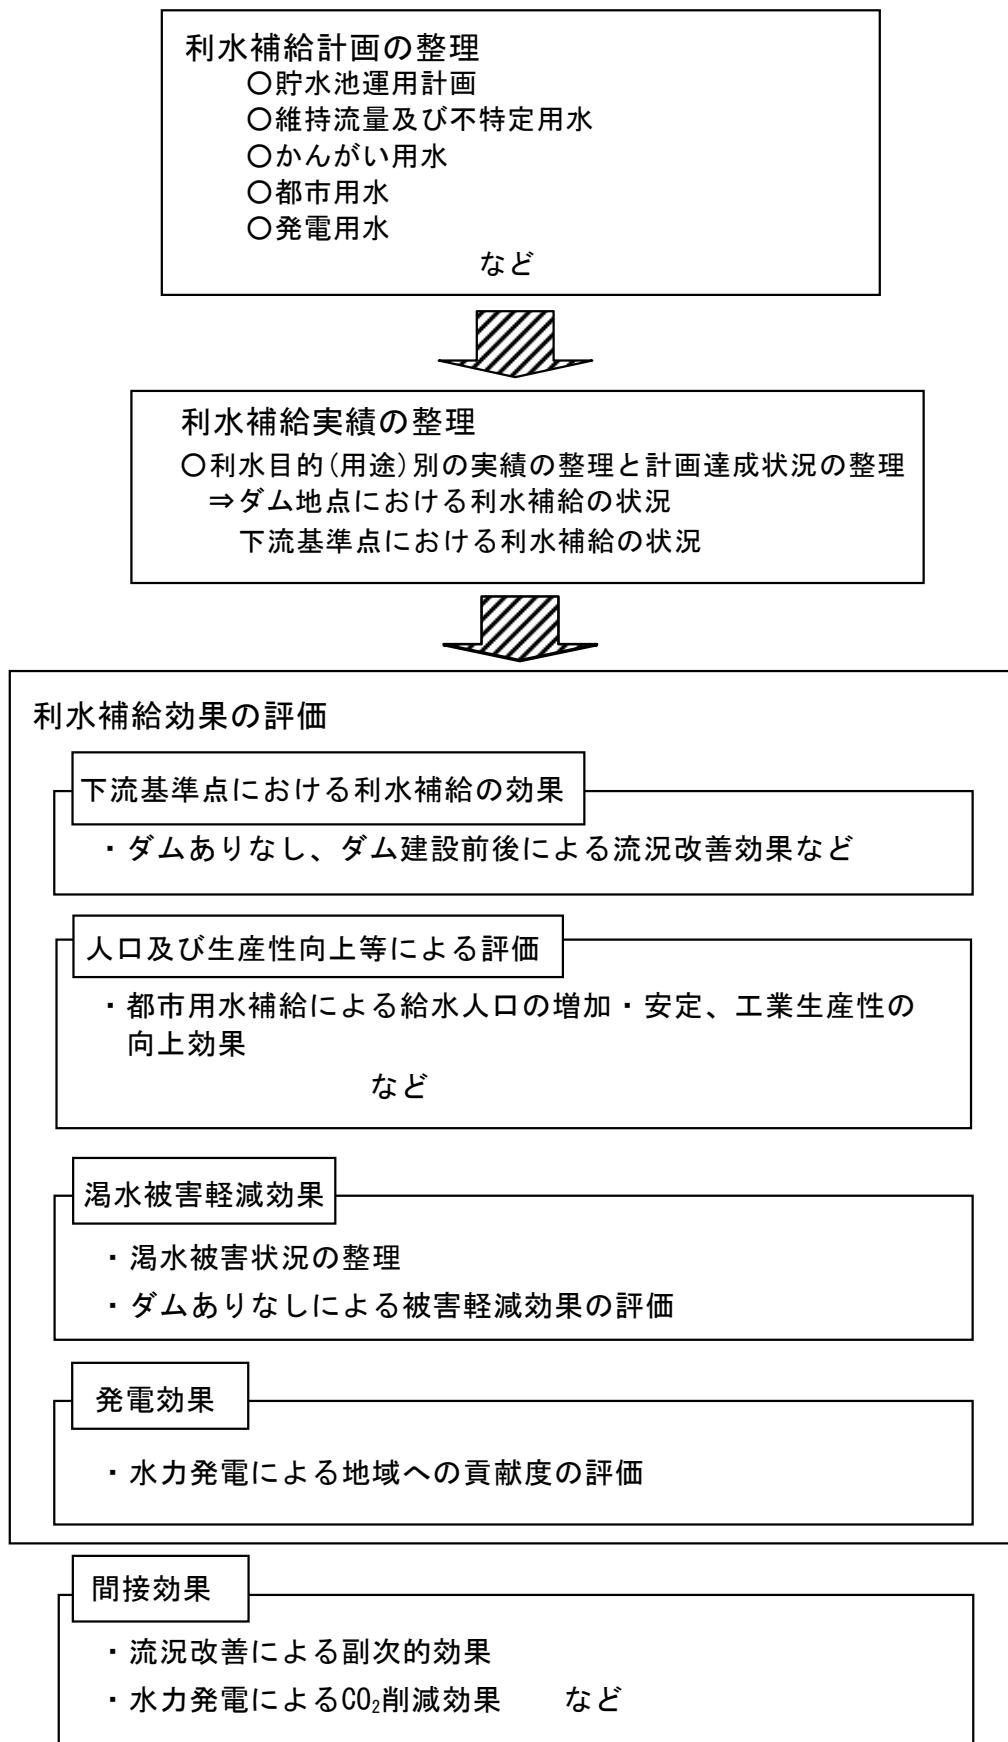 利水補給計画の整理
〇貯水池運用計画
〇維持流量及び不特定用水
〇かんがい用水
〇都市用水
〇発電用水
など
利水補給実績の整理
〇利水目的(用途)別の実績の整理と計画達成状況の整理
⇒ダム地点における利水補給の状況
下流基準点における利水補給の状況
利水補給効果の評価
下流基準点における利水補給の効果
・ダムありなし、ダム建設前後による流況改善効果など
人口及び生産性向上等による評価
・都市用水補給による給水人口の増加・安定、工業生産性の
向上効果
など
渇水被害軽減効果
・渇水被害状況の整理
・ダムありなしによる被害軽減効果の評価
発電効果
・水力発電による地域への貢献度の評価
間接効果
・流況改善による副次的効果
・水力発電によるCO₂削減効果　など